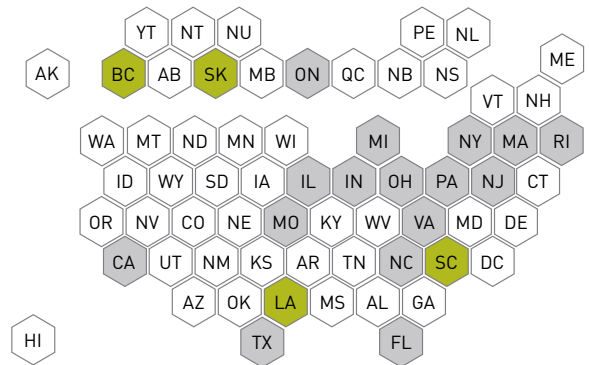 YT NT NU PE NL
ME
AK BC AB SK MB ON QC NB NS
VT NH
WA MT ND MN WI MI NY MA RI
ID WY SD IA IL IN OH PA NJ CT
OR NV CO NE MO KY WV VA MD DE
CA UT NM KS AR TN NC SC DC
AZ OK LA MS AL GA
HI TX FL